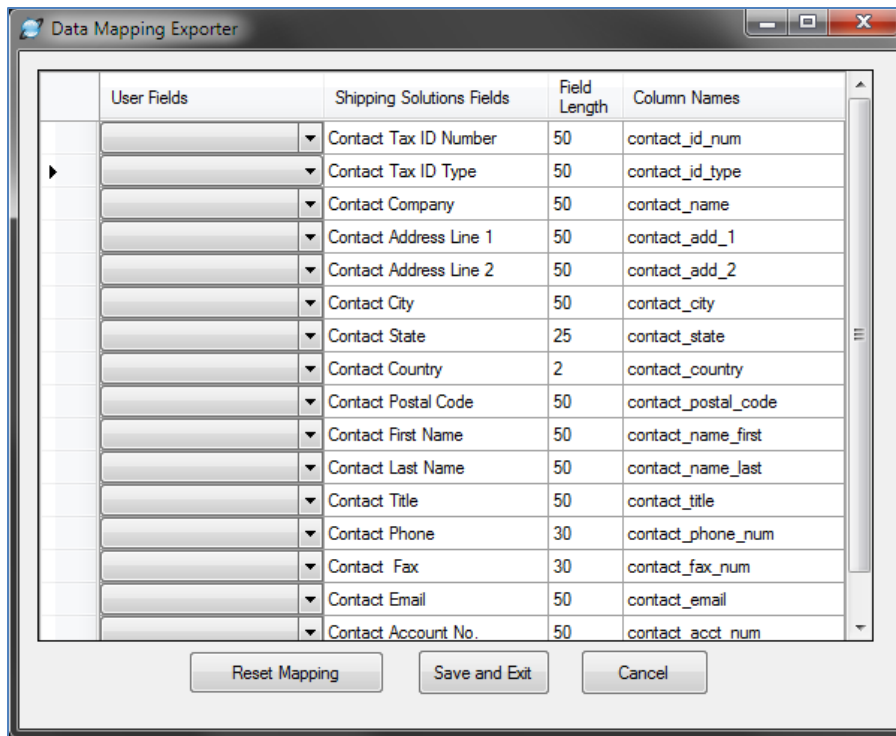 Data Mapping Exporter
User Fields Shipping Solutions Fields Field Length Column Names
Contact Tax ID Number 50 contact_id_num
Contact Tax ID Type 50 contact_id_type
Contact Company 50 contact_name
Contact Address Line 1 50 contact_add_1
Contact Address Line 2 50 contact_add_2
Contact City 50 contact_city
Contact State 25 contact_state
Contact Country 2 contact_country
Contact Postal Code 50 contact_postal_code
Contact First Name 50 contact_name_first
Contact Last Name 50 contact_name_last
Contact Title 50 contact_title
Contact Phone 30 contact_phone_num
Contact  Fax 30 contact_fax_num
Contact Email 50 contact_email
Contact Account No. 50 contact_acct_num
Reset Mapping Save and Exit Cancel